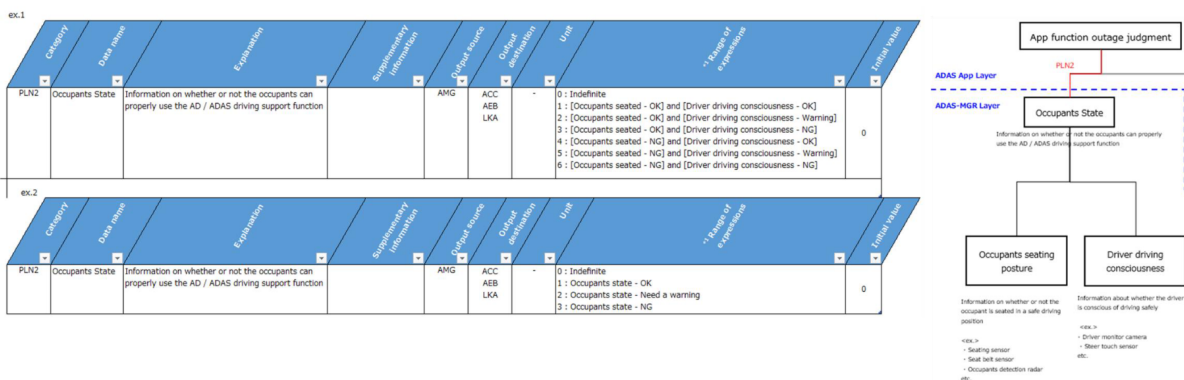 ex.1
Category
Data name
Explanation
Supplementary
information
Output source
Output
destination
Unit
*) Range of
expressions
Initial value
PLN2
Occupants State
Information on whether or not the occupants can
properly use the AD / ADAS driving support function
AMG
ACC
AEB
LKA
-
0 : Indefinite
1 : [Occupants seated - OK] and [Driver driving consciousness - OK]
2 : [Occupants seated - OK] and [Driver driving consciousness - Warning]
3 : [Occupants seated - OK] and [Driver driving consciousness - NG]
4 : [Occupants seated - NG] and [Driver driving consciousness - OK]
5 : [Occupants seated - NG] and [Driver driving consciousness - Warning]
6 : [Occupants seated - NG] and [Driver driving consciousness - NG]
0
ex.2
Category
Data name
Explanation
Supplementary
information
Output source
Output
destination
Unit
*) Range of
expressions
Initial value
PLN2
Occupants State
Information on whether or not the occupants can
properly use the AD / ADAS driving support function
AMG
ACC
AEB
LKA
-
0 : Indefinite
1 : Occupants state - OK
2 : Occupants state - Need a warning
3 : Occupants state - NG
0
App function outage judgment
PLN2
ADAS App Layer
ADAS-MGR Layer
Occupants State
Information on whether or not the occupants can properly
use the AD / ADAS driving support function
Occupants seating
posture
Information on whether or not the
occupant is seated in a safe driving
position
<ex.>
・Seating sensor
・Seat belt sensor
・Occupants detection radar
etc.
Driver driving
consciousness
Information about whether the driver
is conscious of driving safely
<ex.>
・Driver monitor camera
・Steer touch sensor
etc.